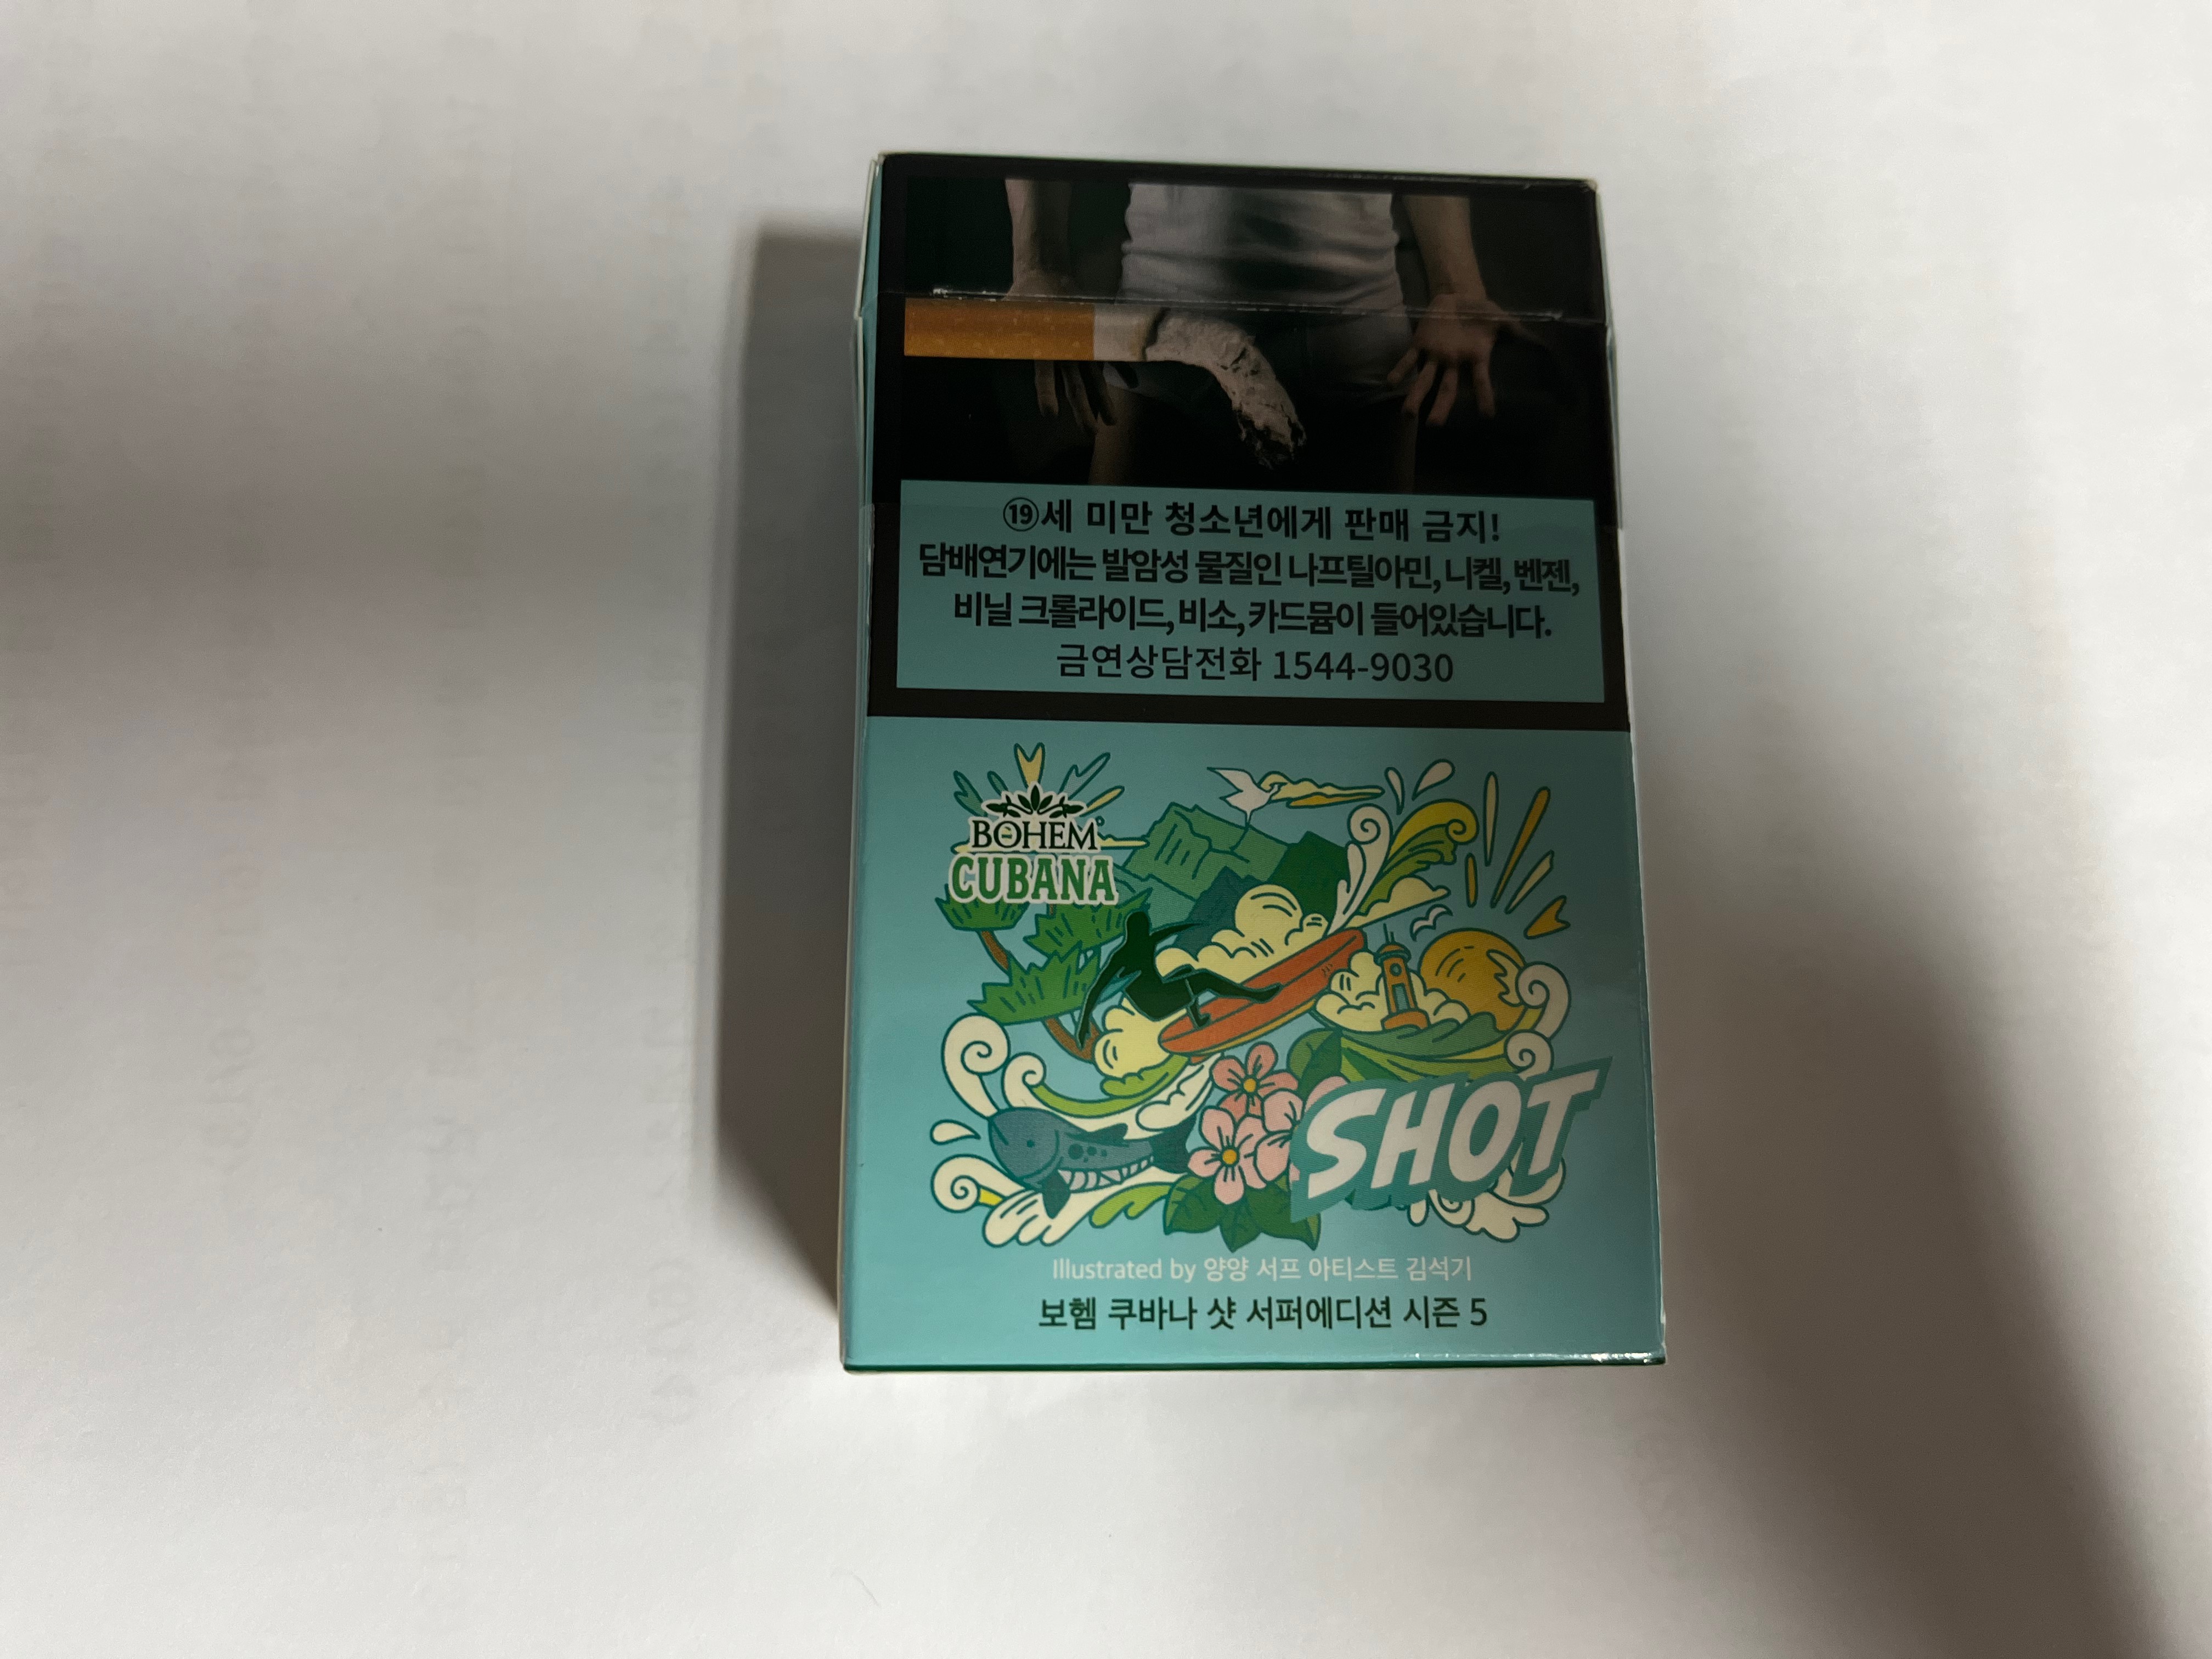 ⑲세 미만 청소년에게 판매 금지!
담배연기에는 발암성 물질인 나프틸아민, 니켈, 벤젠,
비닐 크롤라이드, 비소, 카드뮴이 들어있습니다.
금연상담전화 1544-9030
BOHEM
CUBANA
SHOT
Illustrated by 양양 서프 아티스트 김석기
보헴 쿠바나 샷 서퍼에디션 시즌 5